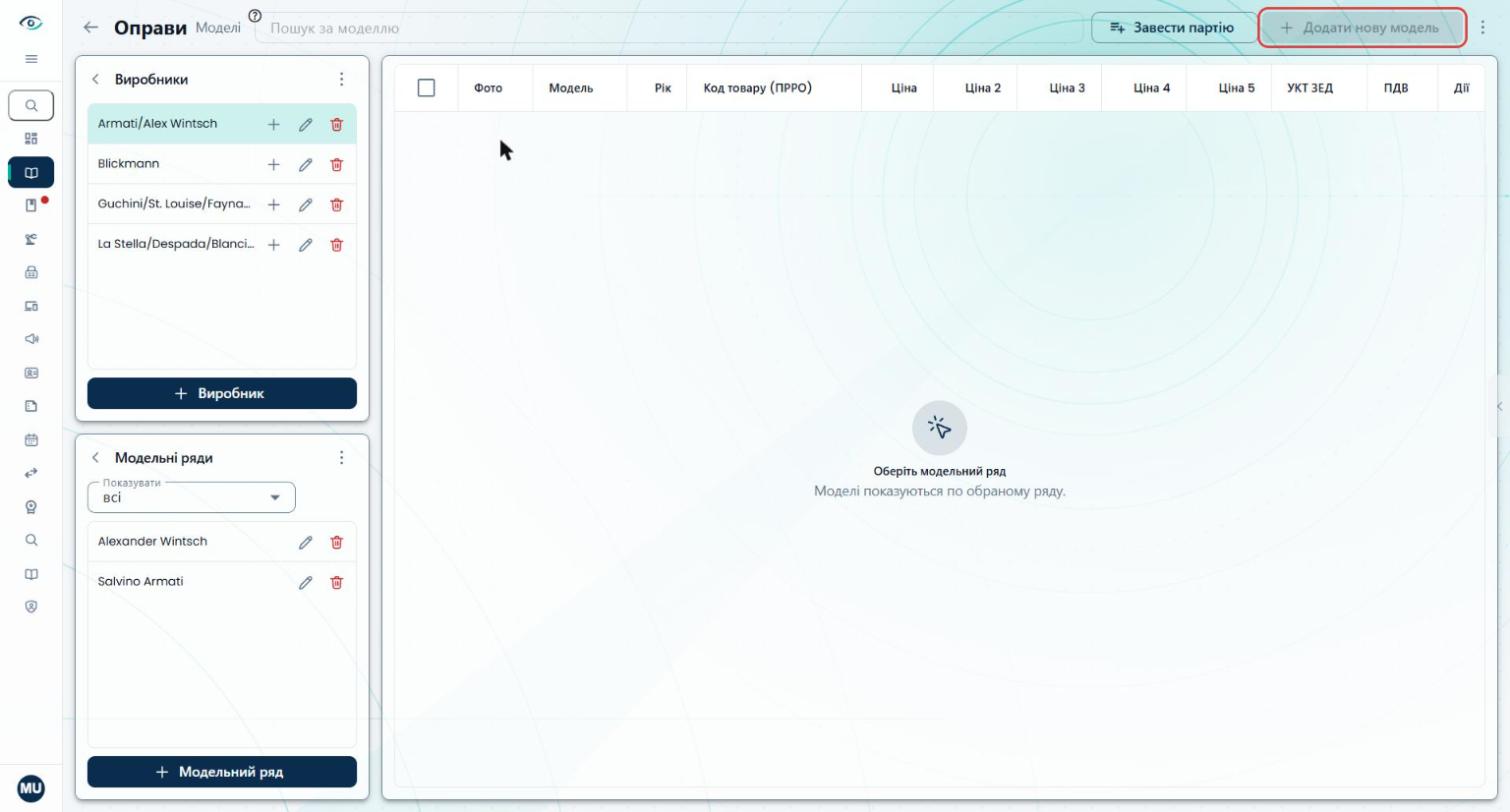 Оправи Моделі ? Пошук за моделлю Завести партію Додати нову модель
Виробники
Armati/Alex Wintsch
Blickmann
Guchini/St. Louise/Fayna...
La Stella/Despada/Blanci...
Виробник
Модельні ряди
Показувати
всі
Alexander Wintsch
Salvino Armati
Модельний ряд
Фото Модель Рік Код товару (ПРРО) Ціна Ціна 2 Ціна 3 Ціна 4 Ціна 5 УКТ ЗЕД ПДВ Дії
Оберіть модельний ряд
Моделі показуються по обраному ряду.
MU